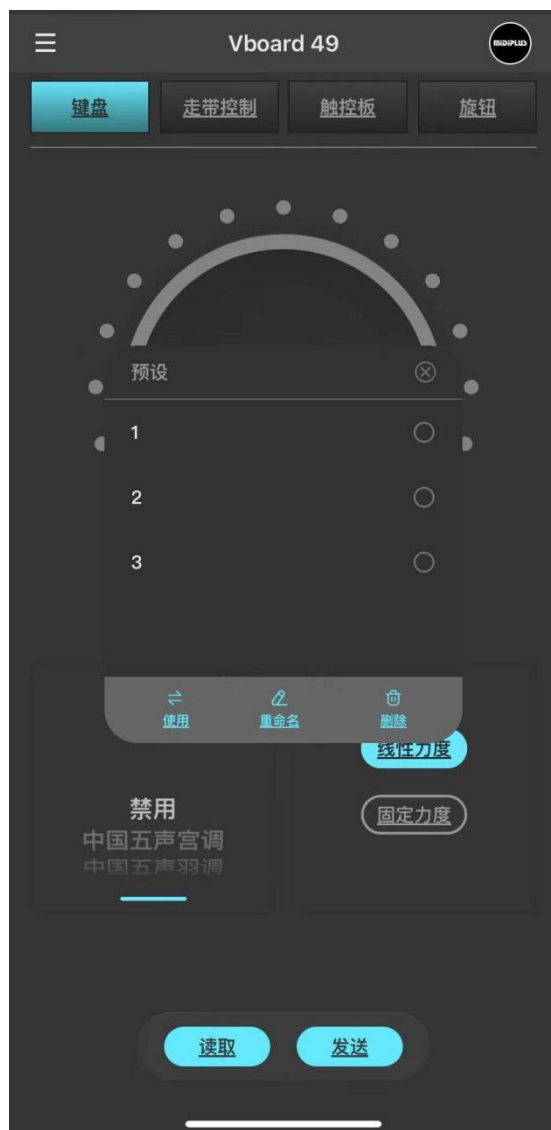 Vboard 49
MIDIPLUS
键盘 走带控制 触控板 旋钮
预设
1
2
3
使用 重命名 删除
线性力度
禁用
固定力度
中国五声宫调
中国五声羽调
读取 发送